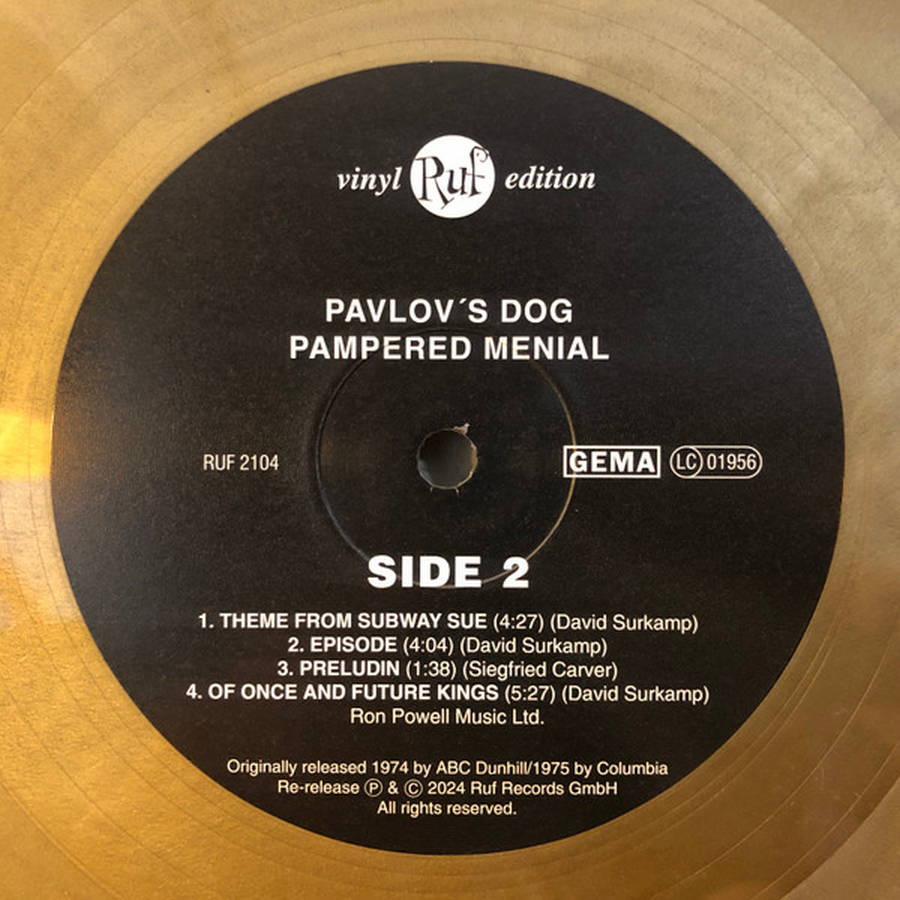 vinyl Ruf edition
PAVLOV´S DOG
PAMPERED MENIAL
RUF 2104 GEMA LC 01956
SIDE 2
1. THEME FROM SUBWAY SUE (4:27) (David Surkamp)
2. EPISODE (4:04) (David Surkamp)
3. PRELUDIN (1:38) (Siegfried Carver)
4. OF ONCE AND FUTURE KINGS (5:27) (David Surkamp)
Ron Powell Music Ltd.
Originally released 1974 by ABC Dunhill/1975 by Columbia
Re-release Ⓟ & Ⓒ 2024 Ruf Records GmbH
All rights reserved.